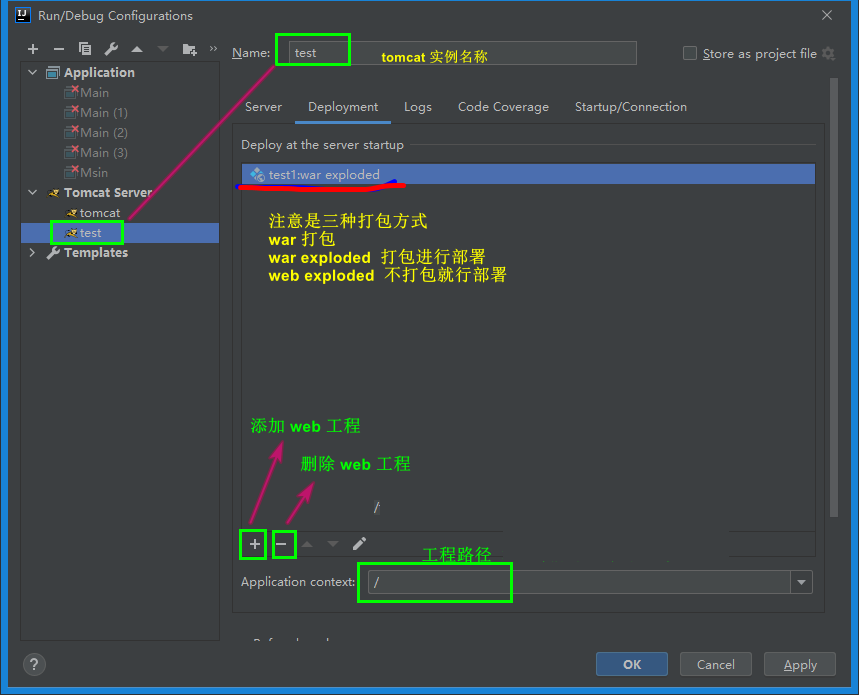 Run/Debug Configurations
Name:
test
tomcat 实例名称
Store as project file
Application
Main
Main (1)
Main (2)
Main (3)
Msin
Tomcat Server
tomcat
test
Templates
Server
Deployment
Logs
Code Coverage
Startup/Connection
Deploy at the server startup
test1:war exploded
注意是三种打包方式
war 打包
war exploded 打包进行部署
web exploded 不打包就行部署
添加 web 工程
删除 web 工程
/
工程路径
Application context:
/
?
OK
Cancel
Apply